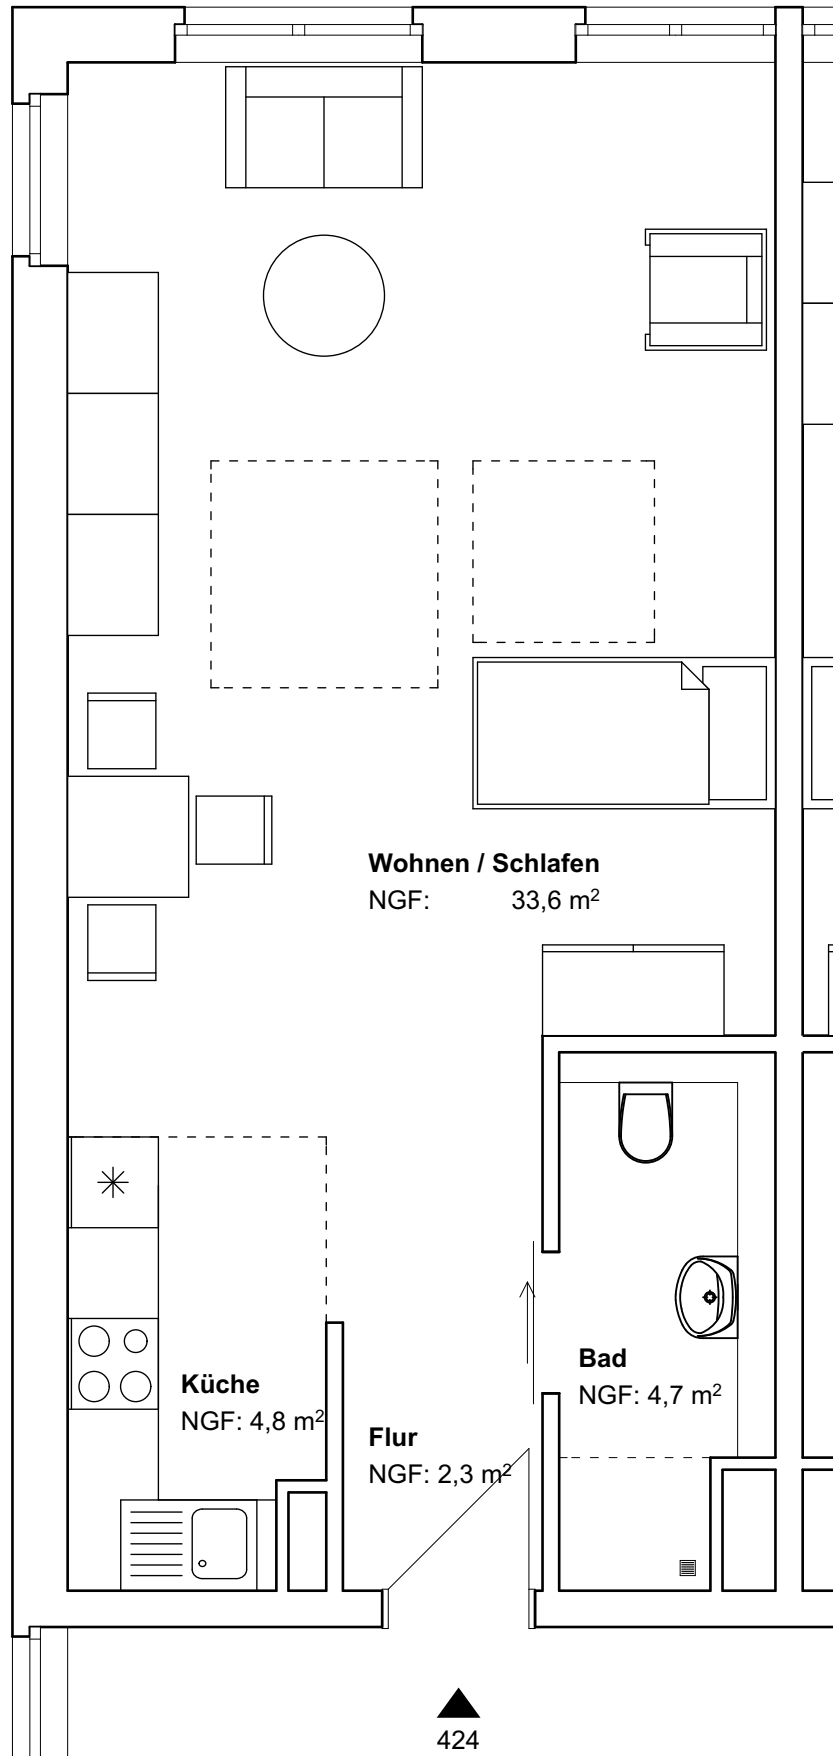 Wohnen / Schlafen
NGF: 33,6 m²
Küche
NGF: 4,8 m²
Flur
NGF: 2,3 m²
Bad
NGF: 4,7 m²
424